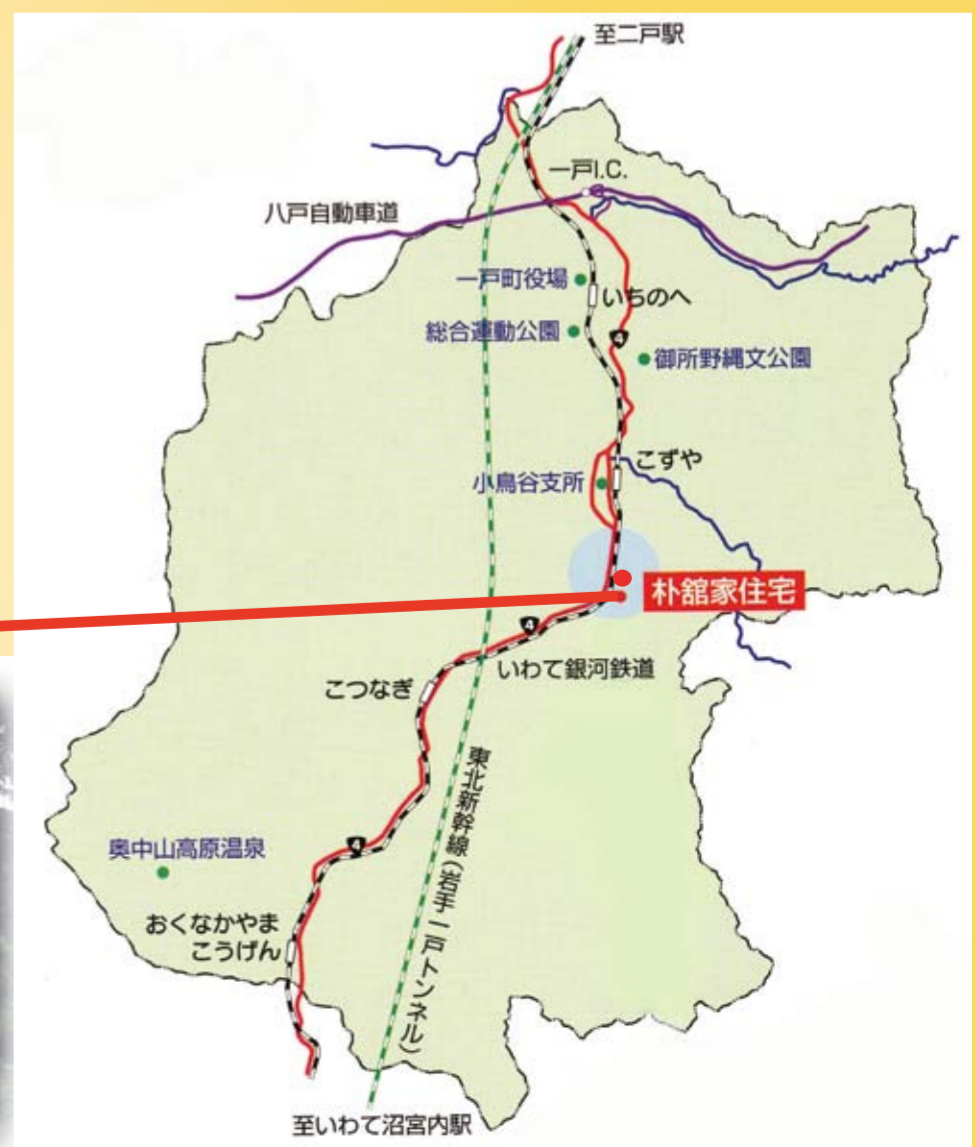 至二戸駅
一戸I.C.
八戸自動車道
一戸町役場
いちのへ
総合運動公園
4
御所野縄文公園
こずや
小鳥谷支所
朴舘家住宅
4
いわて銀河鉄道
こつなぎ
東北新幹線（岩手一戸トンネル）
4
奥中山高原温泉
おくなかやま
こうげん
至いわて沼宮内駅